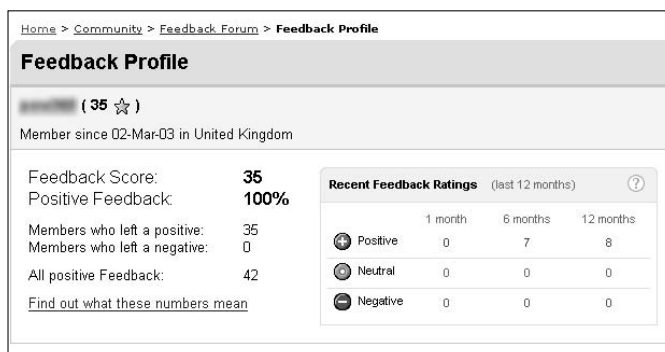 Home > Community > Feedback Forum > Feedback Profile
Feedback Profile
( 35 )
Member since 02-Mar-03 in United Kingdom
Feedback Score: 35
Positive Feedback: 100%
Members who left a positive: 35
Members who left a negative: 0
All positive Feedback: 42
Find out what these numbers mean
Recent Feedback Ratings (last 12 months) ?
1 month 6 months 12 months
Positive 0 7 8
Neutral 0 0 0
Negative 0 0 0